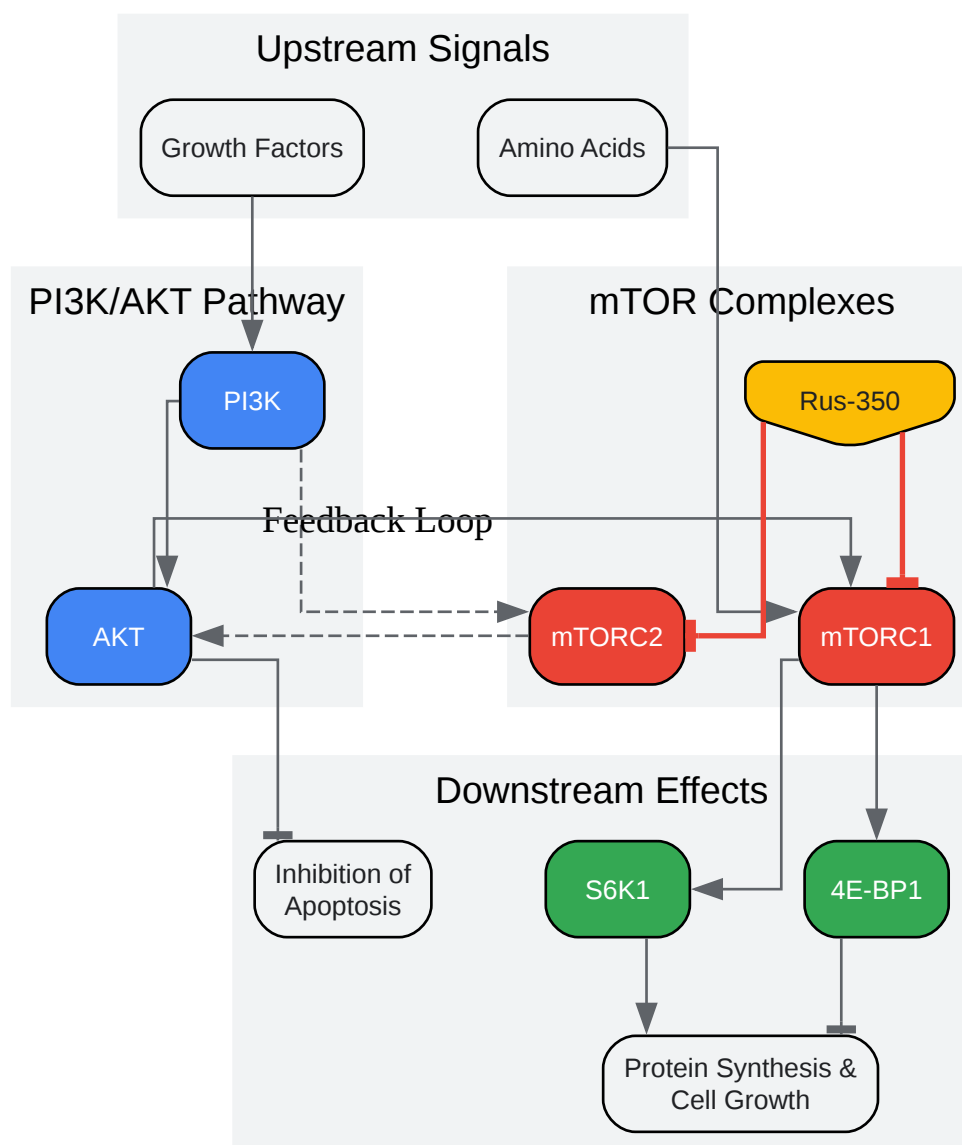 Upstream Signals
Growth Factors
Amino Acids
PI3K/AKT Pathway
mTOR Complexes
PI3K
Rus-350
Feedback Loop
AKT
mTORC2
mTORC1
Downstream Effects
Inhibition of
Apoptosis
S6K1
4E-BP1
Protein Synthesis &
Cell Growth